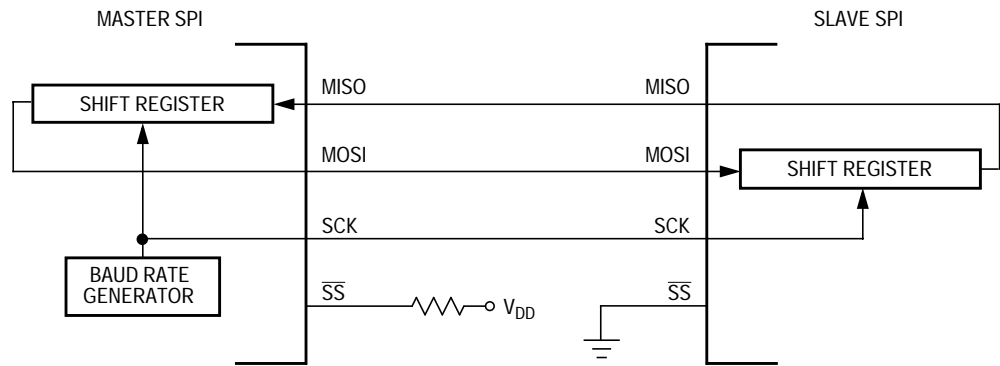 MASTER SPI
SLAVE SPI
SHIFT REGISTER
MISO
MISO
MOSI
MOSI
SHIFT REGISTER
SCK
SCK
BAUD RATE
GENERATOR
SS
VDD
SS